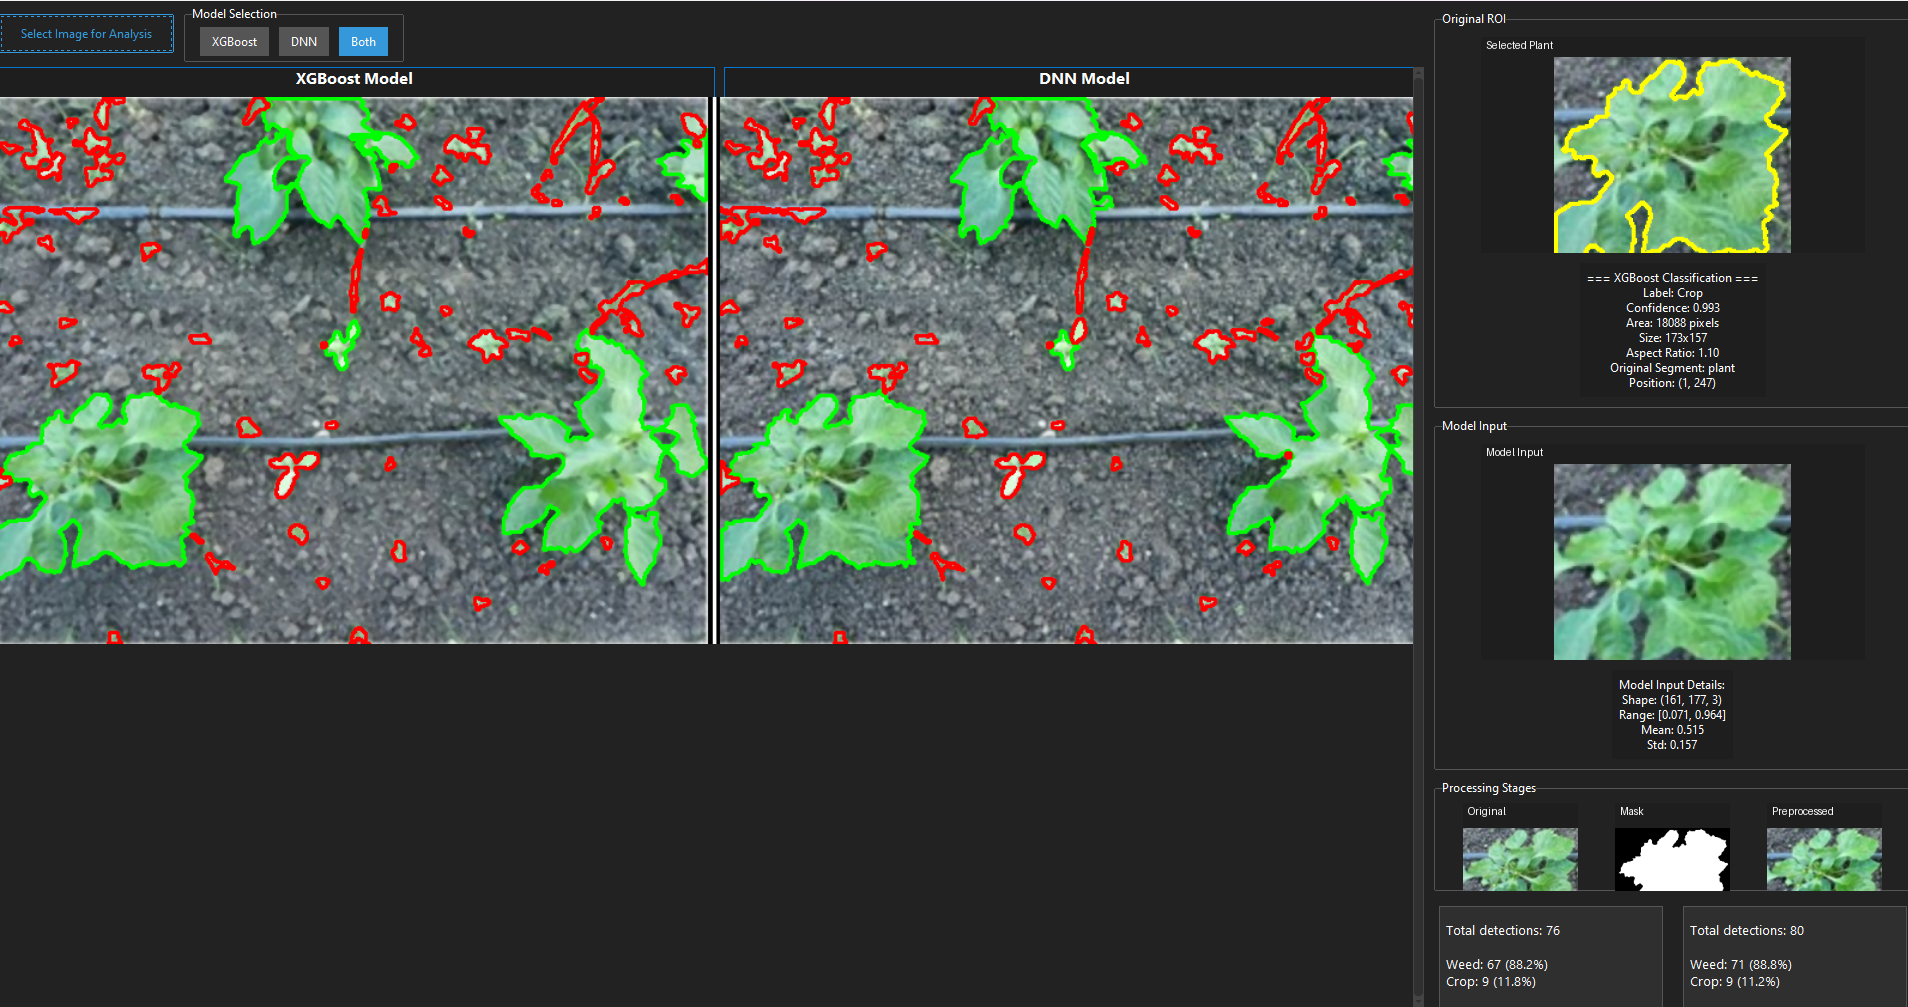 Model Selection
Select Image for Analysis
XGBoost
DNN
Both
XGBoost Model
DNN Model
Original ROI
Selected Plant
=== XGBoost Classification ===
Label: Crop
Confidence: 0.993
Area: 18088 pixels
Size: 173x157
Aspect Ratio: 1.10
Original Segment: plant
Position: (1, 247)
Model Input
Model Input
Model Input Details:
Shape: (161, 177, 3)
Range: [0.071, 0.964]
Mean: 0.515
Std: 0.157
Processing Stages
Original
Mask
Preprocessed
Total detections: 76
Weed: 67 (88.2%)
Crop: 9 (11.8%)
Total detections: 80
Weed: 71 (88.8%)
Crop: 9 (11.2%)